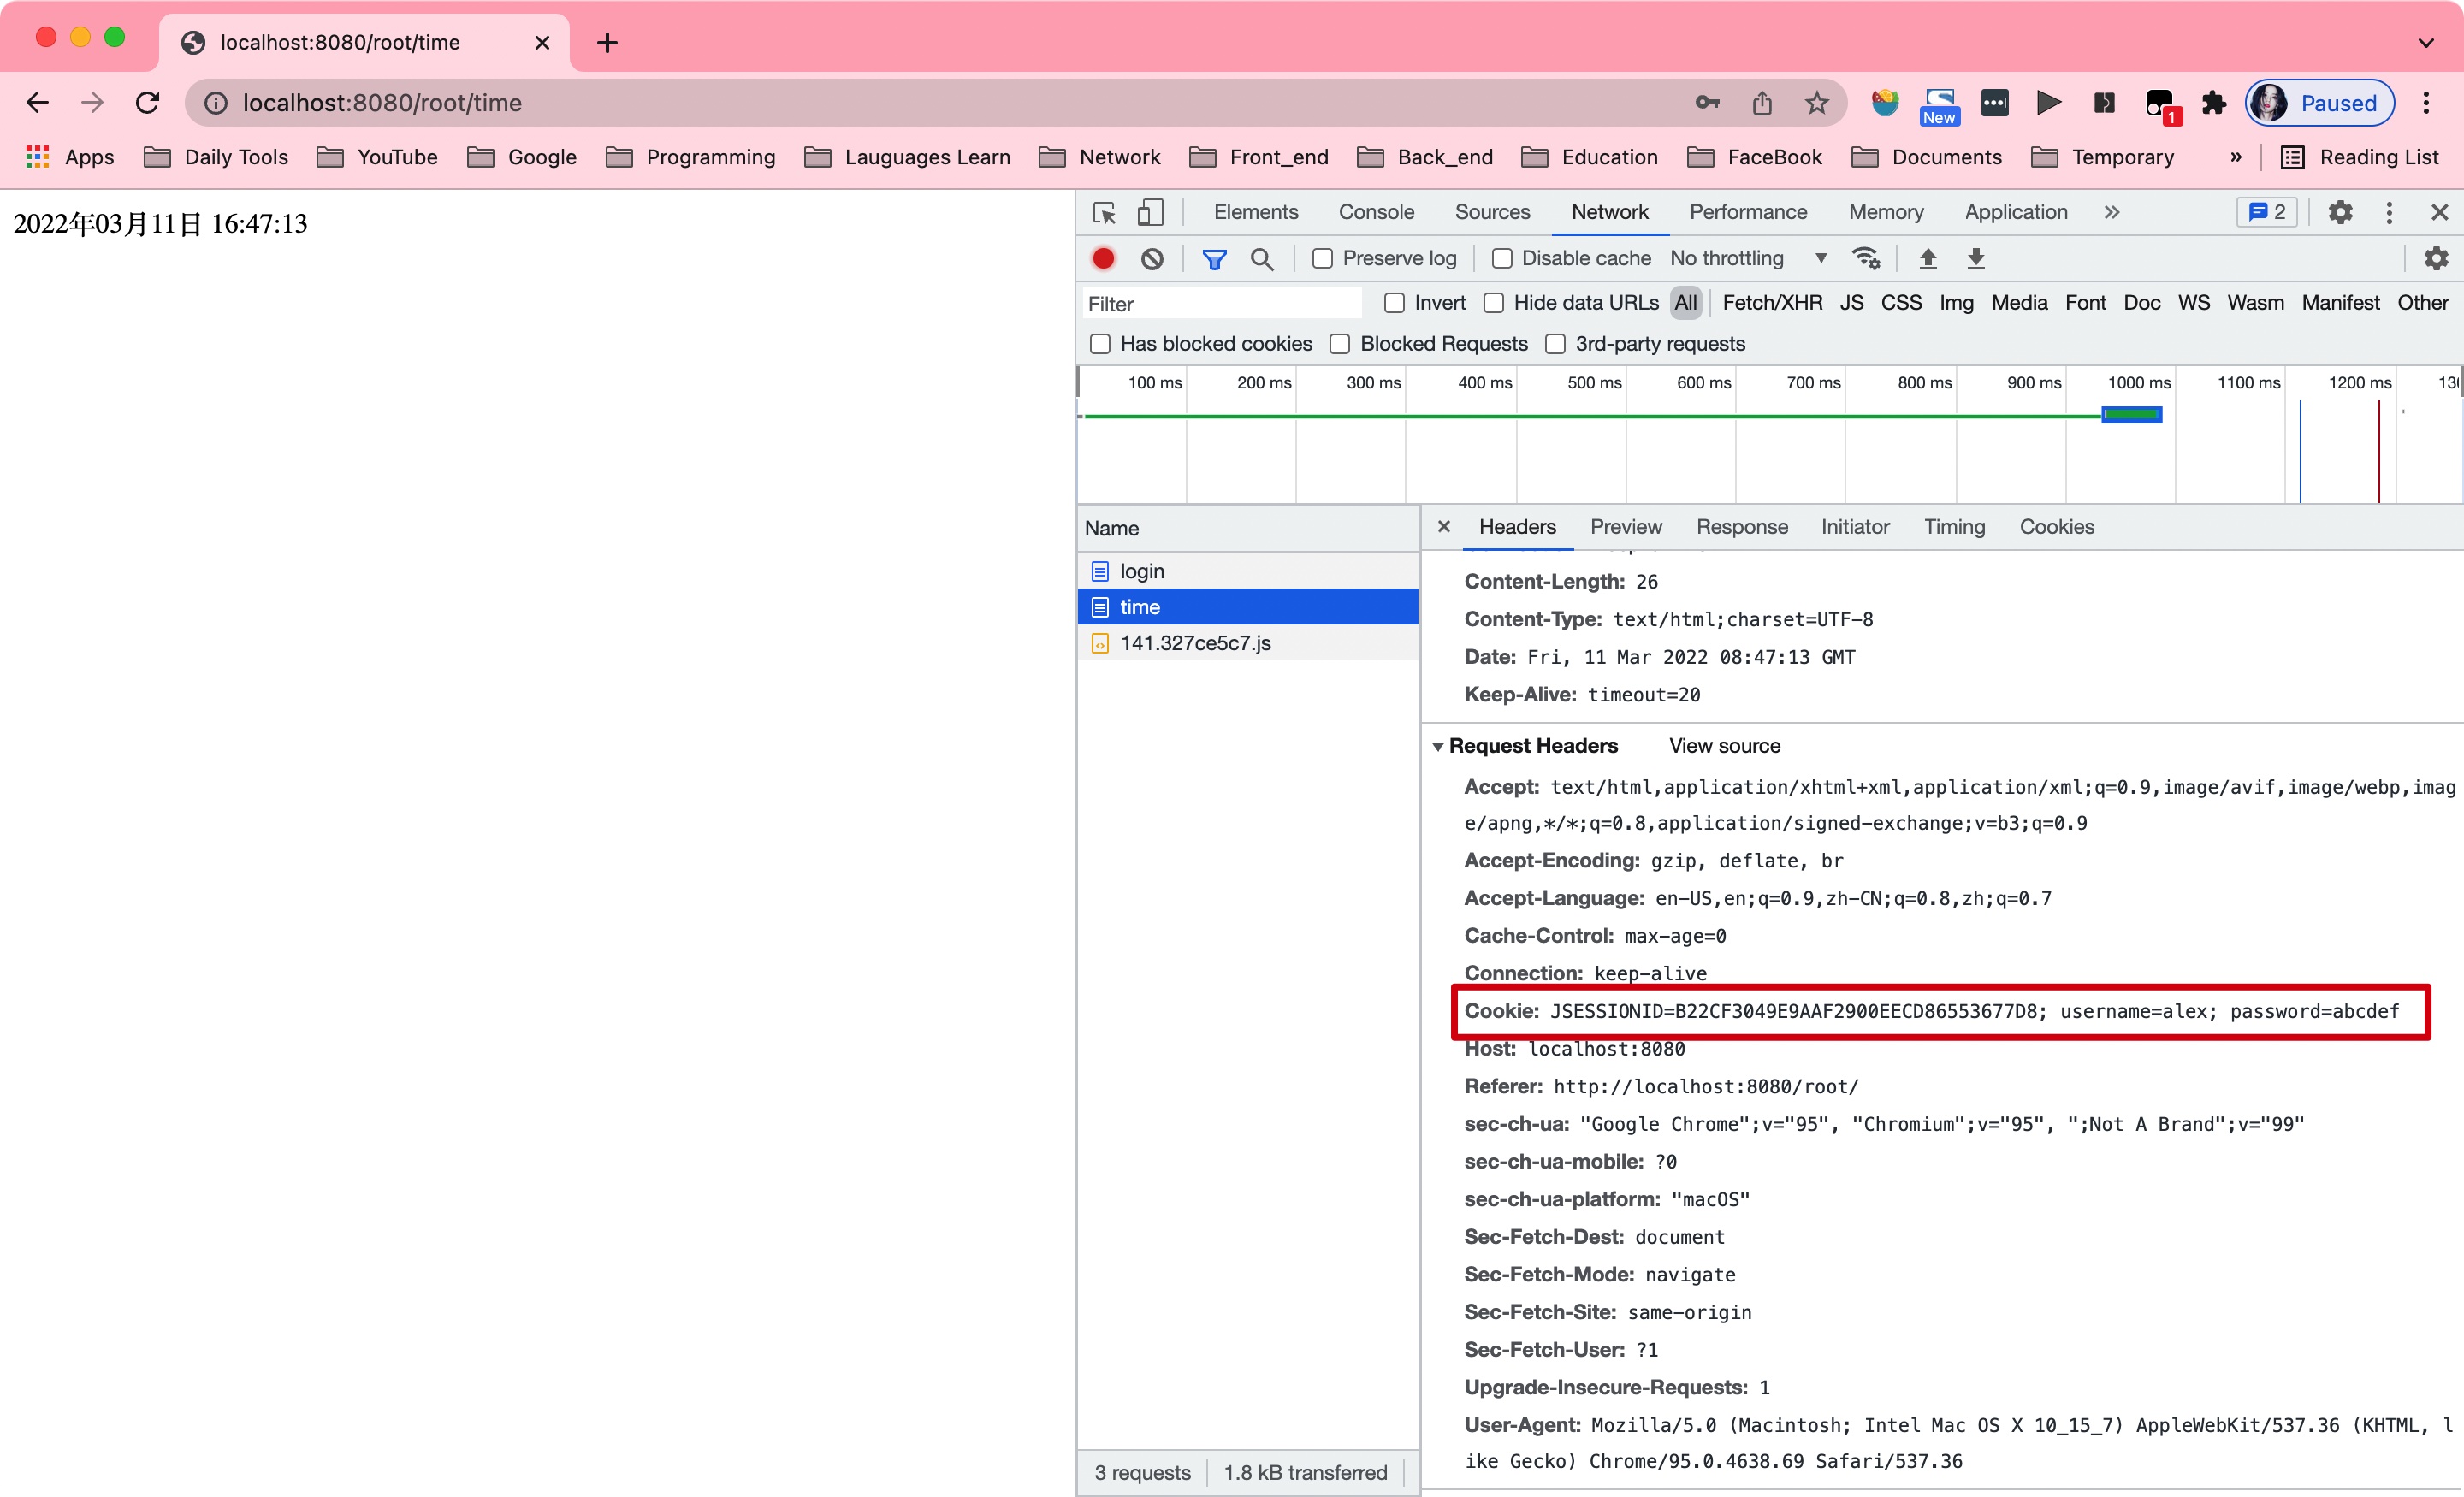 localhost:8080/root/time
localhost:8080/root/time
New
1
Paused
Apps Daily Tools YouTube Google Programming Lauguages Learn Network Front_end Back_end Education FaceBook Documents Temporary » Reading List
2022年03月11日 16:47:13
Elements Console Sources Network Performance Memory Application 2
Preserve log Disable cache No throttling
Filter Invert Hide data URLs All Fetch/XHR JS CSS Img Media Font Doc WS Wasm Manifest Other
Has blocked cookies Blocked Requests 3rd-party requests
100 ms 200 ms 300 ms 400 ms 500 ms 600 ms 700 ms 800 ms 900 ms 1000 ms 1100 ms 1200 ms
Name
login
time
141.327ce5c7.js
3 requests 1.8 kB transferred
Headers Preview Response Initiator Timing Cookies
Content-Length: 26
Content-Type: text/html;charset=UTF-8
Date: Fri, 11 Mar 2022 08:47:13 GMT
Keep-Alive: timeout=20
Request Headers View source
Accept: text/html,application/xhtml+xml,application/xml;q=0.9,image/avif,image/webp,imag
e/apng,*/*;q=0.8,application/signed-exchange;v=b3;q=0.9
Accept-Encoding: gzip, deflate, br
Accept-Language: en-US,en;q=0.9,zh-CN;q=0.8,zh;q=0.7
Cache-Control: max-age=0
Connection: keep-alive
Cookie: JSESSIONID=B22CF3049E9AAF2900EECD86553677D8; username=alex; password=abcdef
Host: localhost:8080
Referer: http://localhost:8080/root/
sec-ch-ua: "Google Chrome";v="95", "Chromium";v="95", ";Not A Brand";v="99"
sec-ch-ua-mobile: ?0
sec-ch-ua-platform: "macOS"
Sec-Fetch-Dest: document
Sec-Fetch-Mode: navigate
Sec-Fetch-Site: same-origin
Sec-Fetch-User: ?1
Upgrade-Insecure-Requests: 1
User-Agent: Mozilla/5.0 (Macintosh; Intel Mac OS X 10_15_7) AppleWebKit/537.36 (KHTML, l
ike Gecko) Chrome/95.0.4638.69 Safari/537.36